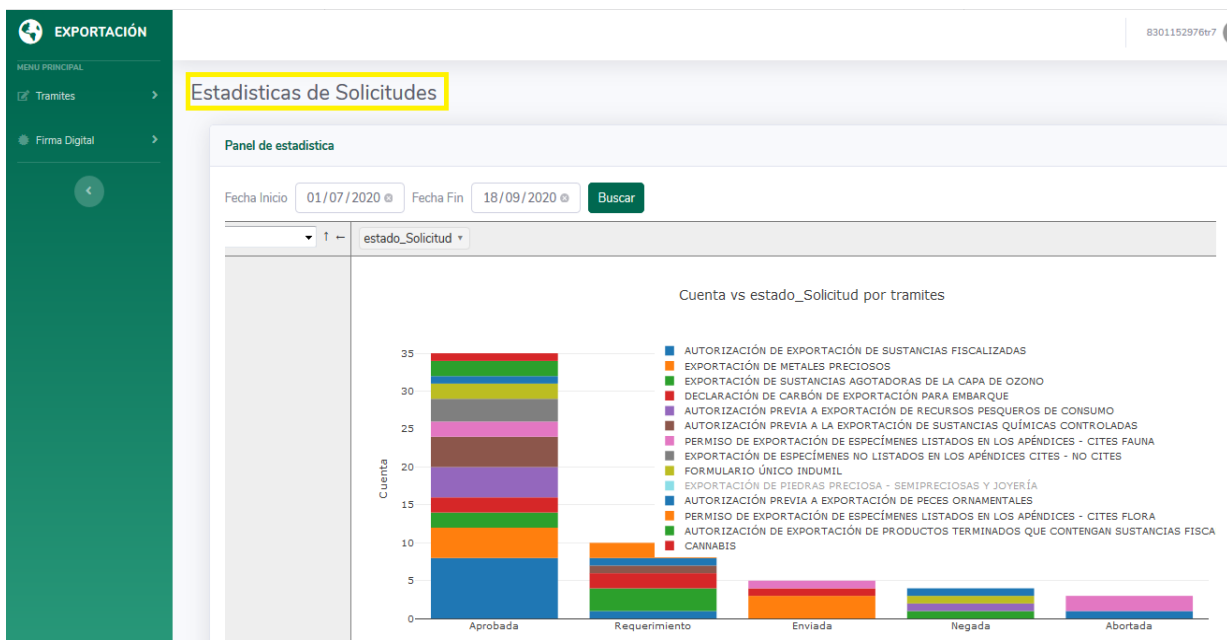 EXPORTACIÓN
8301152976tr7
MENU PRINCIPAL
Tramites
Firma Digital
Estadisticas de Solicitudes
Panel de estadistica
Fecha Inicio 01/07/2020 Fecha Fin 18/09/2020 Buscar
estado_Solicitud
Cuenta vs estado_Solicitud por tramites
AUTORIZACIÓN DE EXPORTACIÓN DE SUSTANCIAS FISCALIZADAS
EXPORTACIÓN DE METALES PRECIOSOS
EXPORTACIÓN DE SUSTANCIAS AGOTADORAS DE LA CAPA DE OZONO
DECLARACIÓN DE CARBÓN DE EXPORTACIÓN PARA EMBARQUE
AUTORIZACIÓN PREVIA A EXPORTACIÓN DE RECURSOS PESQUEROS DE CONSUMO
AUTORIZACIÓN PREVIA A LA EXPORTACIÓN DE SUSTANCIAS QUÍMICAS CONTROLADAS
PERMISO DE EXPORTACIÓN DE ESPECÍMENES LISTADOS EN LOS APÉNDICES - CITES FAUNA
EXPORTACIÓN DE ESPECÍMENES NO LISTADOS EN LOS APÉNDICES CITES - NO CITES
FORMULARIO ÚNICO INDUMIL
EXPORTACIÓN DE PIEDRAS PRECIOSA - SEMIPRECIOSAS Y JOYERÍA
AUTORIZACIÓN PREVIA A EXPORTACIÓN DE PECES ORNAMENTALES
PERMISO DE EXPORTACIÓN DE ESPECÍMENES LISTADOS EN LOS APÉNDICES - CITES FLORA
AUTORIZACIÓN DE EXPORTACIÓN DE PRODUCTOS TERMINADOS QUE CONTENGAN SUSTANCIAS FISCA
CANNABIS
Cuenta
35
30
25
20
15
10
5
0
Aprobada Requerimiento Enviada Negada Abortada